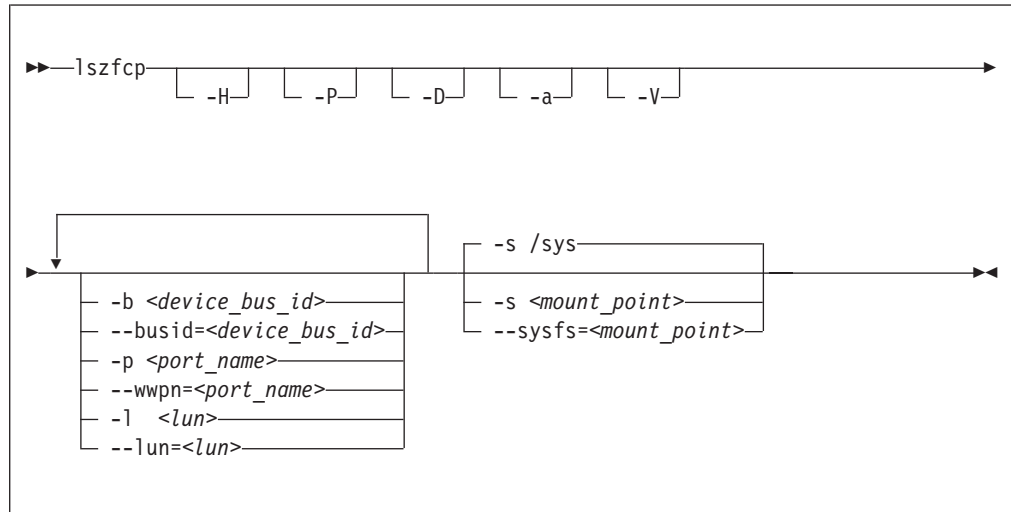 lszfcp
-H -P -D -a -V
-s /sys
-b <device_bus_id> -s <mount_point>
--busid=<device_bus_id> --sysfs=<mount_point>
-p <port_name>
--wwpn=<port_name>
-l <lun>
--lun=<lun>